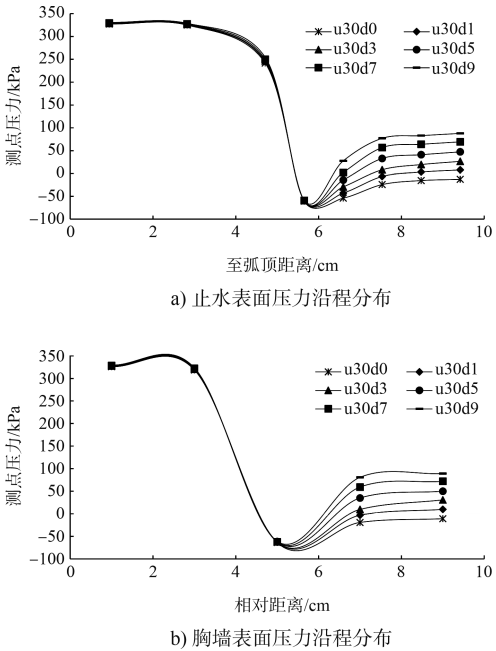 350
300
250
200
150
100
50
0
−50
−100
测点压力/kPa
u30d0 u30d1
u30d3 u30d5
u30d7 u30d9
0 2 4 6 8 10
至弧顶距离/cm
a) 止水表面压力沿程分布
350
300
250
200
150
100
50
0
−50
−100
测点压力/kPa
u30d0 u30d1
u30d3 u30d5
u30d7 u30d9
0 2 4 6 8 10
相对距离/cm
b) 胸墙表面压力沿程分布